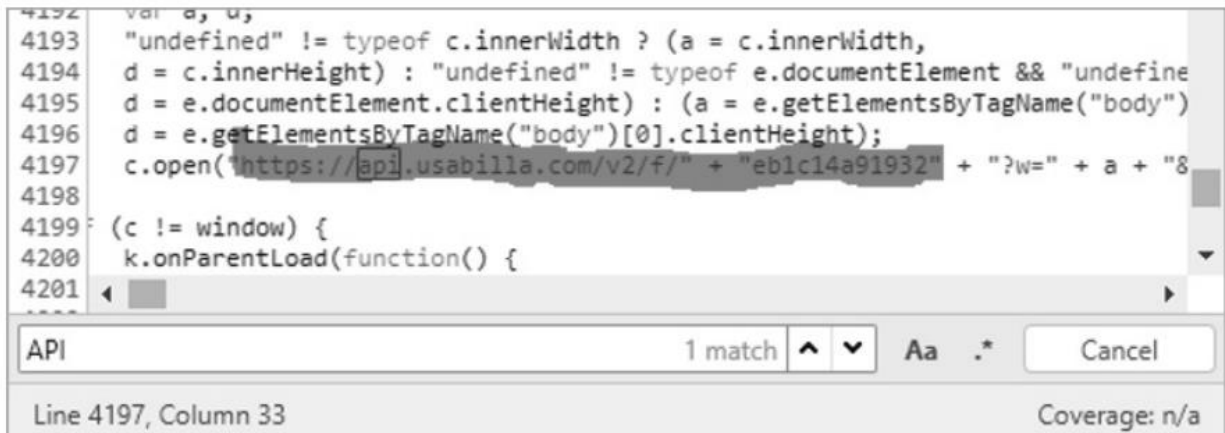 4192 var a, d;
4193 "undefined" != typeof c.innerWidth ? (a = c.innerWidth,
4194 d = c.innerHeight) : "undefined" != typeof e.documentElement && "undefine
4195 d = e.documentElement.clientHeight) : (a = e.getElementsByTagName("body")
4196 d = e.getElementsByTagName("body")[0].clientHeight);
4197 c.open("https://api.usabilla.com/v2/f/" + "eb1c14a91932" + "?w=" + a + "&
4198
4199 (c != window) {
4200 k.onParentLoad(function() {
4201
API 1 match Aa .* Cancel
Line 4197, Column 33 Coverage: n/a